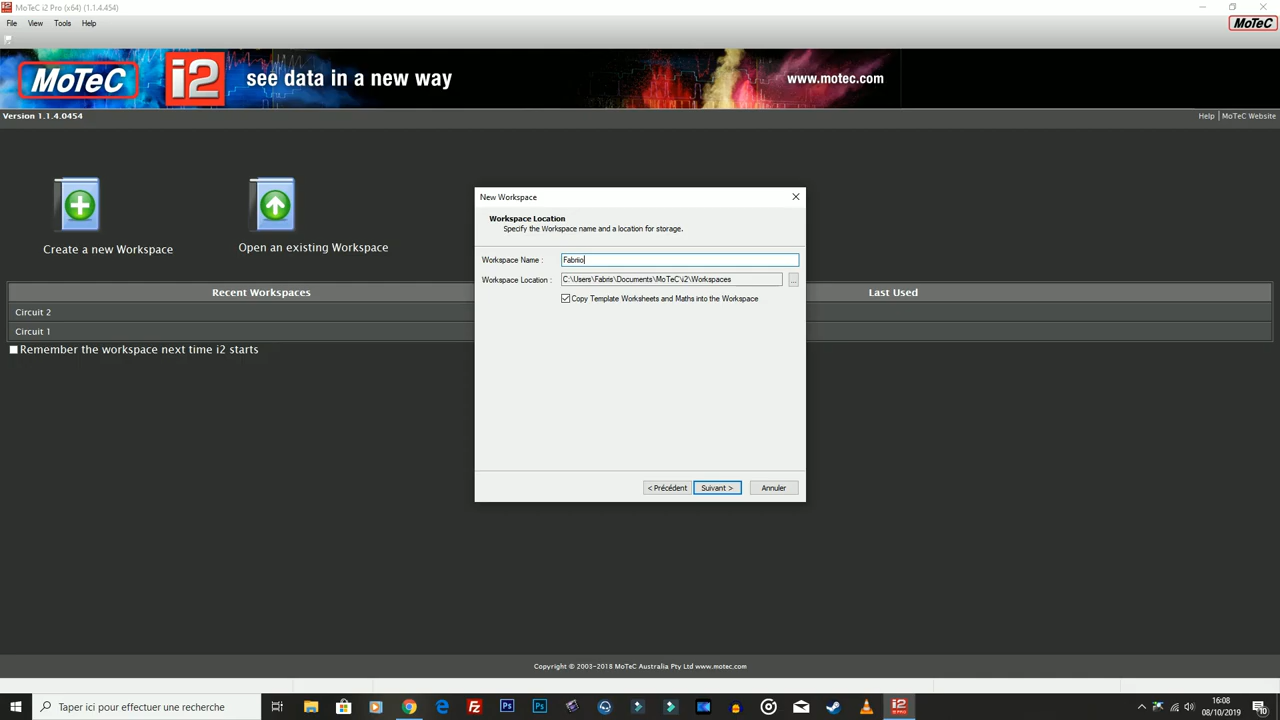 MoTeC i2 Pro (x64) (1.1.4.454)
File View Tools Help
MoTeC
MoTeC i2 see data in a new way www.motec.com
Version 1.1.4.0454
Help | MoTeC Website
Create a new Workspace
Open an existing Workspace
Recent Workspaces Last Used
Circuit 2
Circuit 1
Remember the workspace next time i2 starts
New Workspace
Workspace Location
Specify the Workspace name and a location for storage.
Workspace Name : Fabriio
Workspace Location : C:\Users\Fabris\Documents\MoTeC\i2\Workspaces ...
Copy Template Worksheets and Maths into the Workspace
< Précédent Suivant > Annuler
Copyright © 2003-2018 MoTeC Australia Pty Ltd www.motec.com
Taper ici pour effectuer une recherche
16:08
08/10/2019